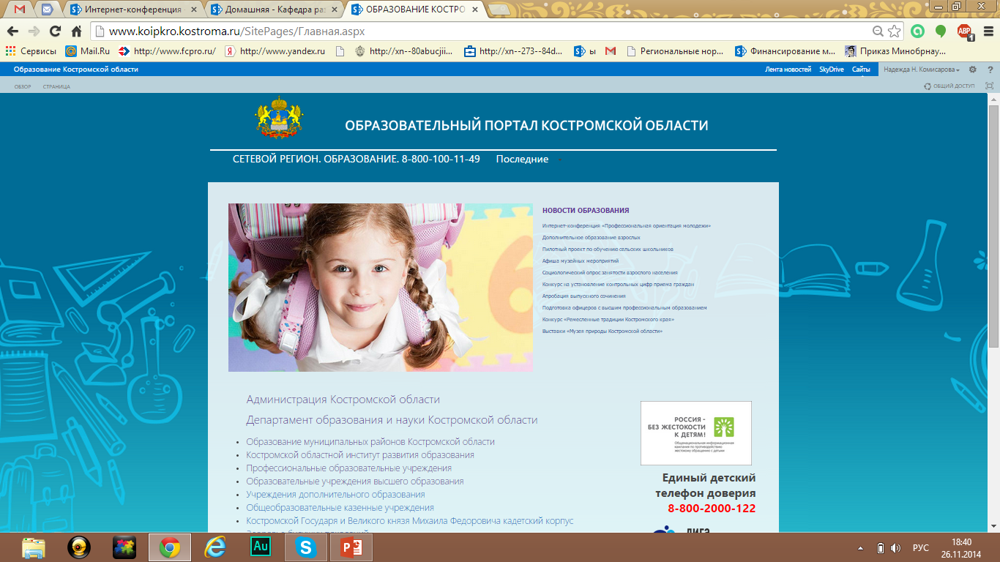 Интернет-конференция
Домашняя - Кафедра раз
ОБРАЗОВАНИЕ КОСТРО
www.koipkro.kostroma.ru/SitePages/Главная.aspx
ABP
1
Сервисы
Mail.Ru
http://www.fcpro.ru/
http://www.yandex.ru
http://xn--80abucjii...
http://xn--273--84d...
ы
Региональные нор...
Финансирование м...
Приказ Минобрнау...
Образование Костромской области
Лента новостей
SkyDrive
Сайты
Надежда Н. Комисарова
ОБЗОР
СТРАНИЦА
ОБЩИЙ ДОСТУП
ОБРАЗОВАТЕЛЬНЫЙ ПОРТАЛ КОСТРОМСКОЙ ОБЛАСТИ
СЕТЕВОЙ РЕГИОН. ОБРАЗОВАНИЕ. 8-800-100-11-49
Последние
НОВОСТИ ОБРАЗОВАНИЯ
Интернет-конференция «Профессиональная ориентация молодежи»
Дополнительное образование взрослых
Пилотный проект по обучению сельских школьников
Афиша музейных мероприятий
Социологический опрос занятости взрослого населения
Конкурс на установление контрольных цифр приема граждан
Апробация выпускного сочинения
Подготовка офицеров с высшим профессиональным образованием
Конкурс «Ремесленные традиции Костромского края»
Выставки «Музея природы Костромской области»
Администрация Костромской области
Департамент образования и науки Костромской области
Образование муниципальных районов Костромской области
Костромской областной институт развития образования
Профессиональные образовательные учреждения
Образовательные учреждения высшего образования
Учреждения дополнительного образования
Общеобразовательные казенные учреждения
Костромской Государя и Великого князя Михаила Федоровича кадетский корпус
РОССИЯ -
БЕЗ ЖЕСТОКОСТИ
К ДЕТЯМ!
Общенациональная информационная
кампания по противодействию
жестокому обращению с детьми
Единый детский
телефон доверия
8-800-2000-122
лига
Au
РУС
18:40
26.11.2014